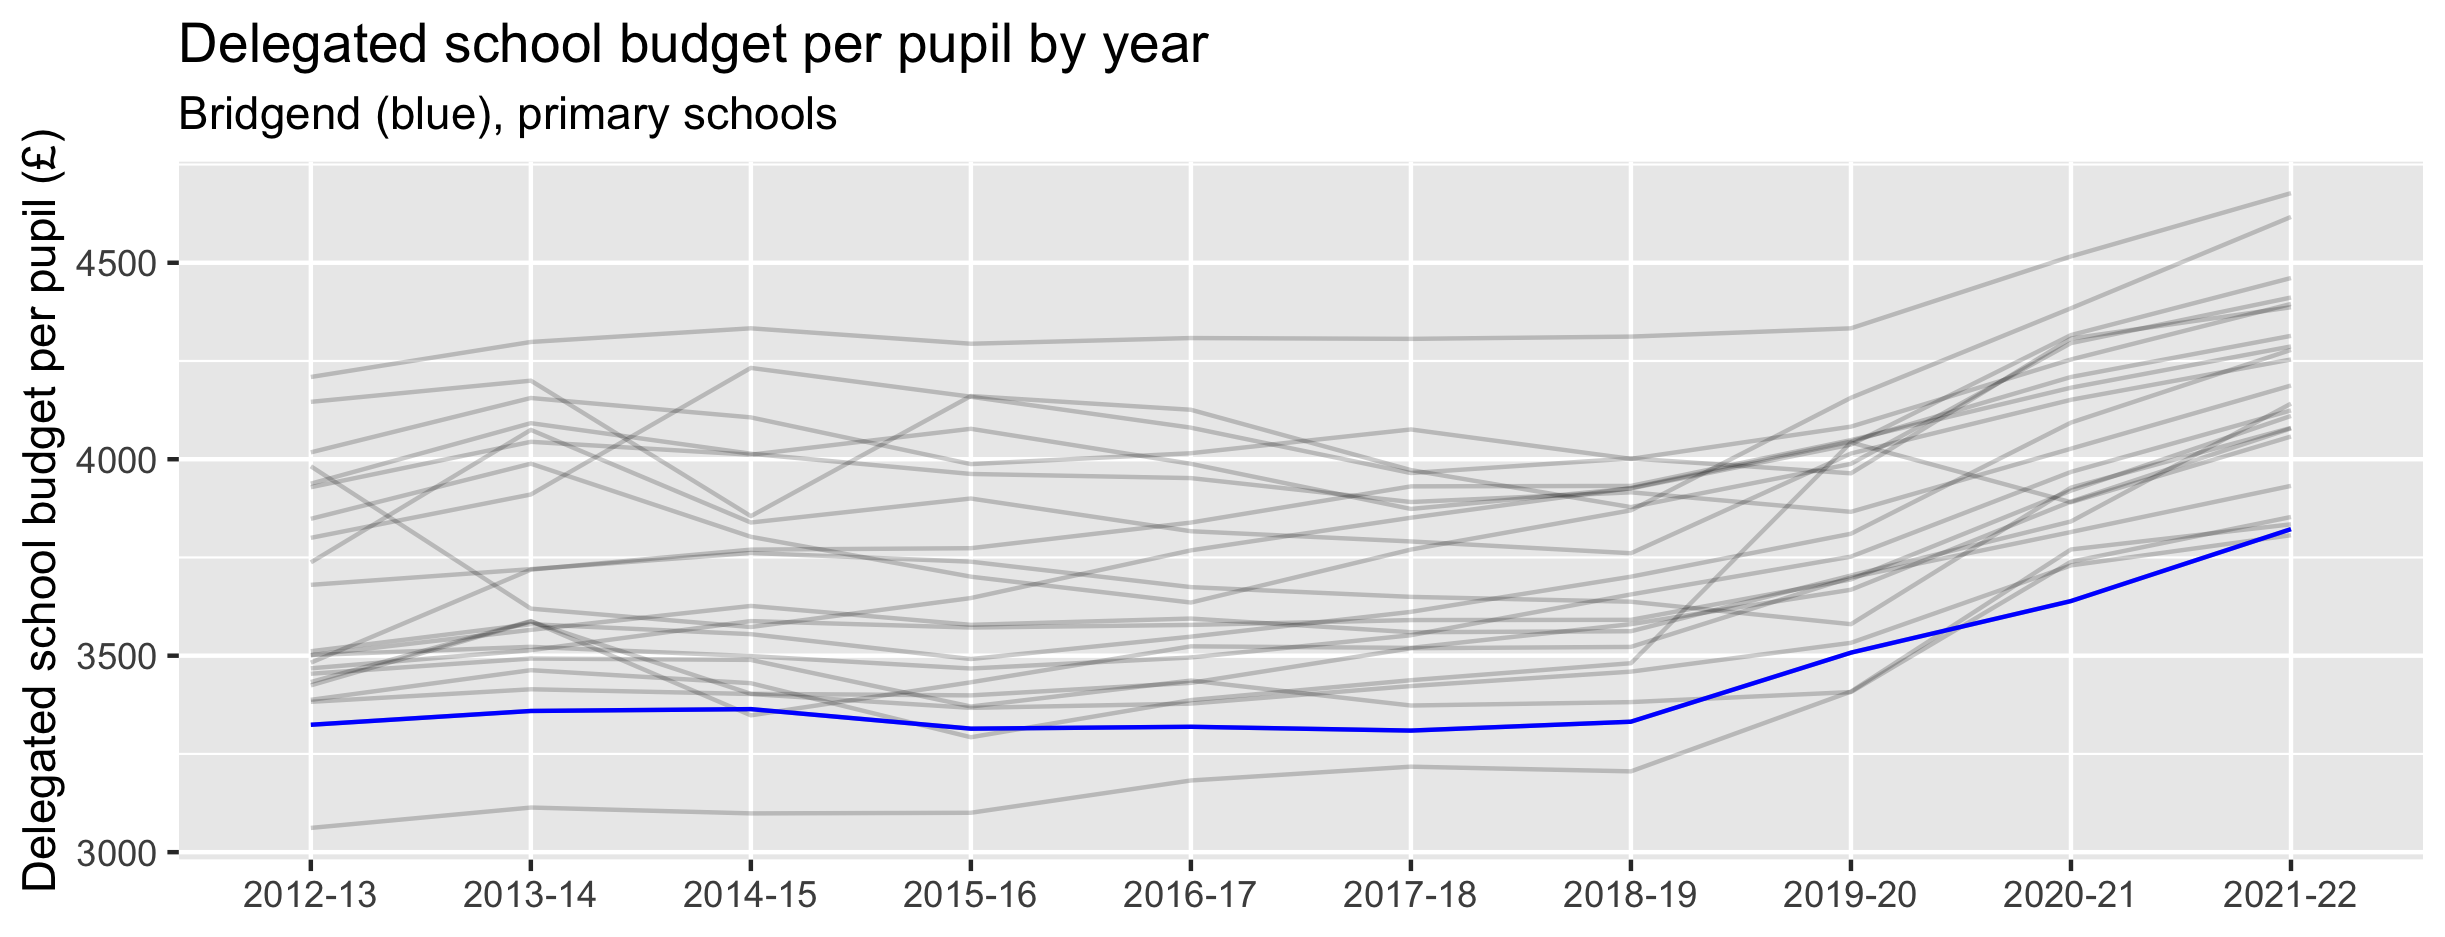 Delegated school budget per pupil by year
Bridgend (blue), primary schools
Delegated school budget per pupil (£)
4500
4000
3500
3000
2012-13 2013-14 2014-15 2015-16 2016-17 2017-18 2018-19 2019-20 2020-21 2021-22